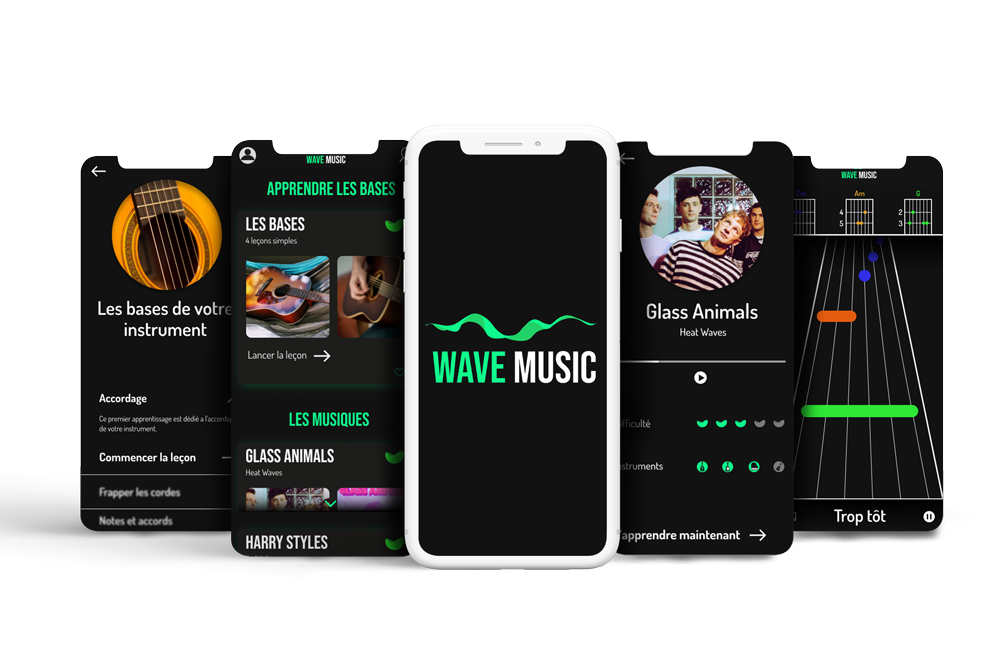 Les bases de votre
instrument
Accordage
Ce premier apprentissage est dédié a l'accordage
de votre instrument.
Commencer la leçon
Frapper les cordes
Notes et accords
WAVE MUSIC
APPRENDRE LES BASES
LES BASES
4 leçons simples
Lancer la leçon
LES MUSIQUES
GLASS ANIMALS
Heat Waves
HARRY STYLES
WAVE MUSIC
Glass Animals
Heat Waves
fficulté
nstruments
'apprendre maintenant
WAVE MUSIC
Am
G
4
5
2
3
Trop tôt